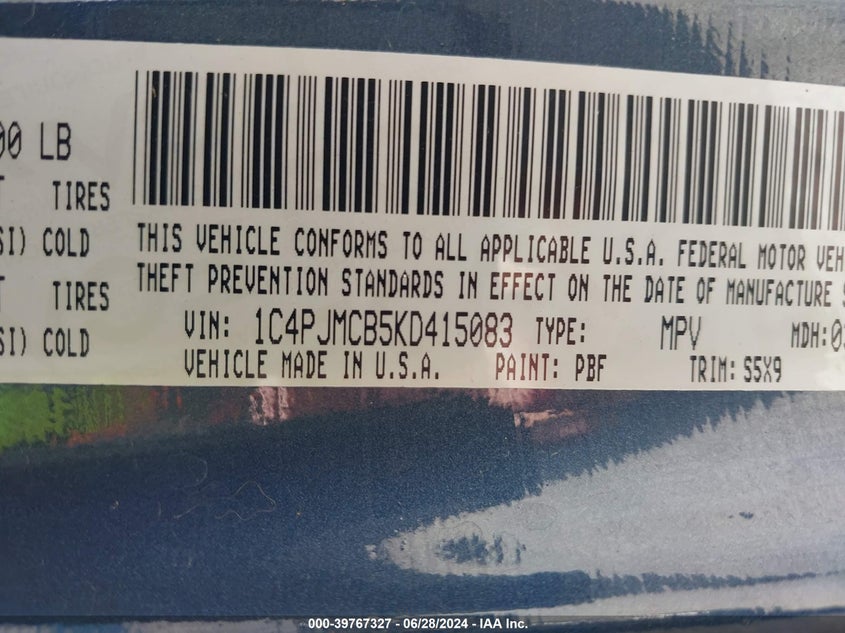 00 LB
TIRES
SI) COLD
TIRES
SI) COLD
THIS VEHICLE CONFORMS TO ALL APPLICABLE U.S.A. FEDERAL MOTOR VEH
THEFT PREVENTION STANDARDS IN EFFECT ON THE DATE OF MANUFACTURE S
VIN: 1C4PJMCB5KD415083 TYPE: MPV MDH:03
VEHICLE MADE IN U.S.A. PAINT: PBF TRIM: S5X9
000-39767327 / 06/28/2024 - IAA Inc.